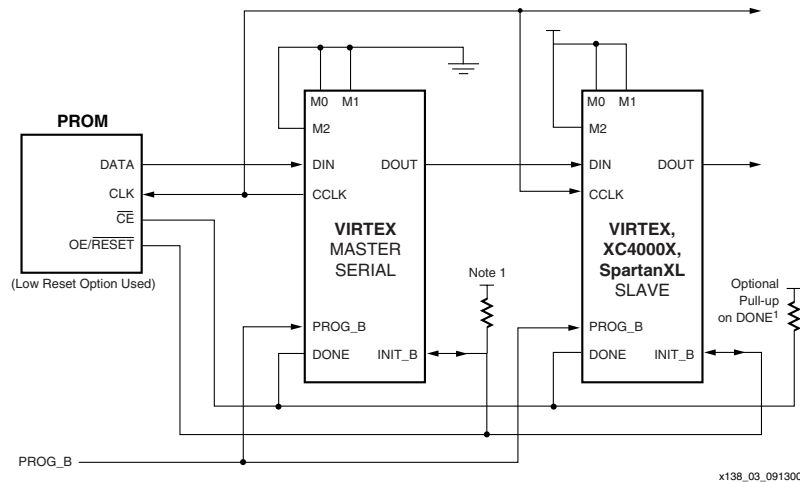 PROM
DATA
CLK
CE
OE/RESET
(Low Reset Option Used)
M0 M1
M2
DIN DOUT
CCLK
VIRTEX
MASTER
SERIAL
PROG_B
DONE INIT_B
Note 1
M0 M1
M2
DIN DOUT
CCLK
VIRTEX,
XC4000X,
SpartanXL
SLAVE
PROG_B
DONE INIT_B
Optional
Pull-up
on DONE¹
PROG_B
x138_03_091300